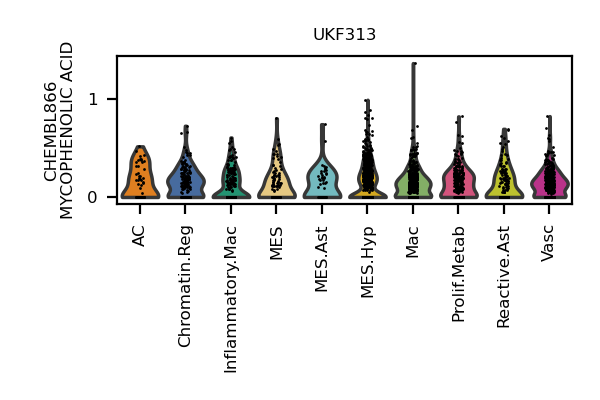 UKF313
CHEMBL866
MYCOPHENOLIC ACID
1
0
AC
Chromatin.Reg
Inflammatory.Mac
MES
MES.Ast
MES.Hyp
Mac
Prolif.Metab
Reactive.Ast
Vasc